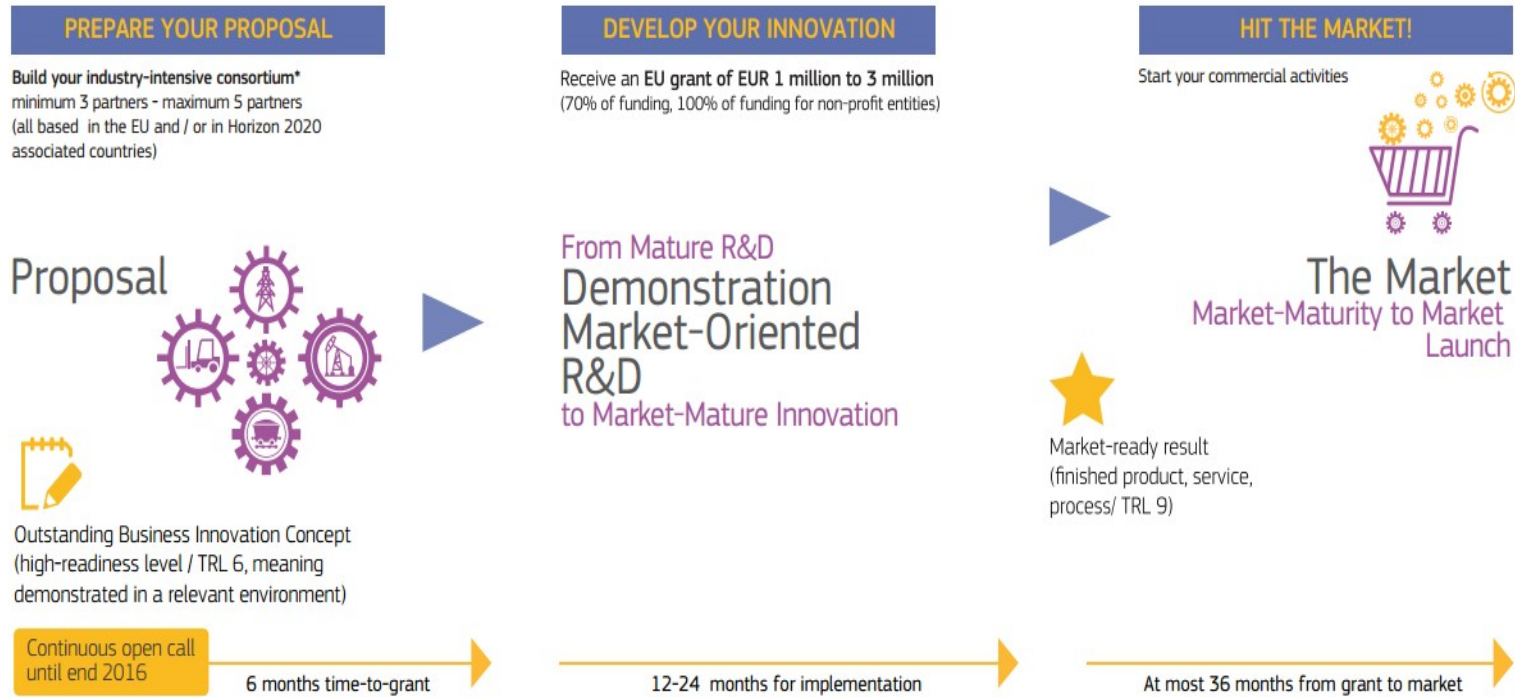 PREPARE YOUR PROPOSAL
Build your industry-intensive consortium*
minimum 3 partners - maximum 5 partners
(all based in the EU and / or in Horizon 2020
associated countries)
Proposal
Outstanding Business Innovation Concept
(high-readiness level / TRL 6, meaning
demonstrated in a relevant environment)
Continuous open call
until end 2016
6 months time-to-grant
DEVELOP YOUR INNOVATION
Receive an EU grant of EUR 1 million to 3 million
(70% of funding, 100% of funding for non-profit entities)
From Mature R&D
Demonstration
Market-Oriented
R&D
to Market-Mature Innovation
12-24 months for implementation
HIT THE MARKET!
Start your commercial activities
The Market
Market-Maturity to Market
Launch
Market-ready result
(finished product, service,
process/ TRL 9)
At most 36 months from grant to market